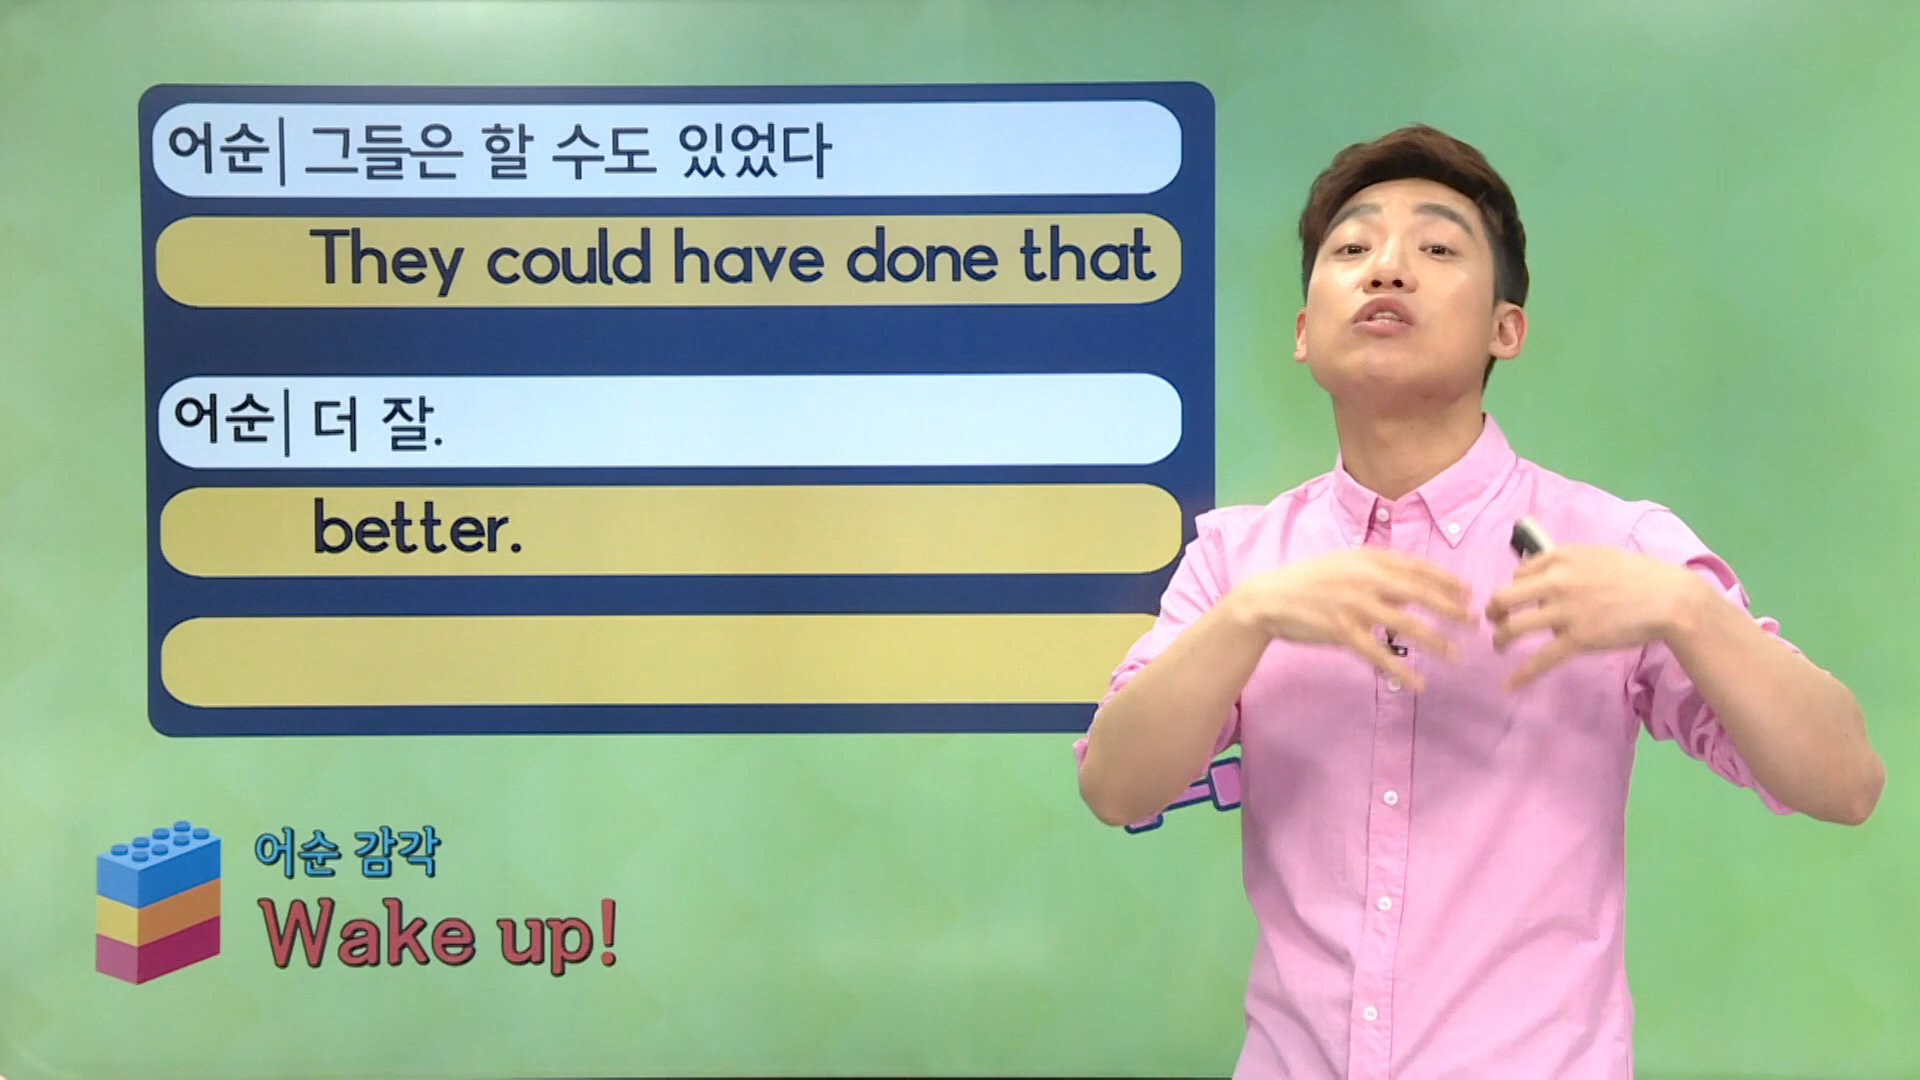 어순| 그들은 할 수도 있었다
They could have done that
어순| 더 잘.
better.
어순 감각
Wake up!